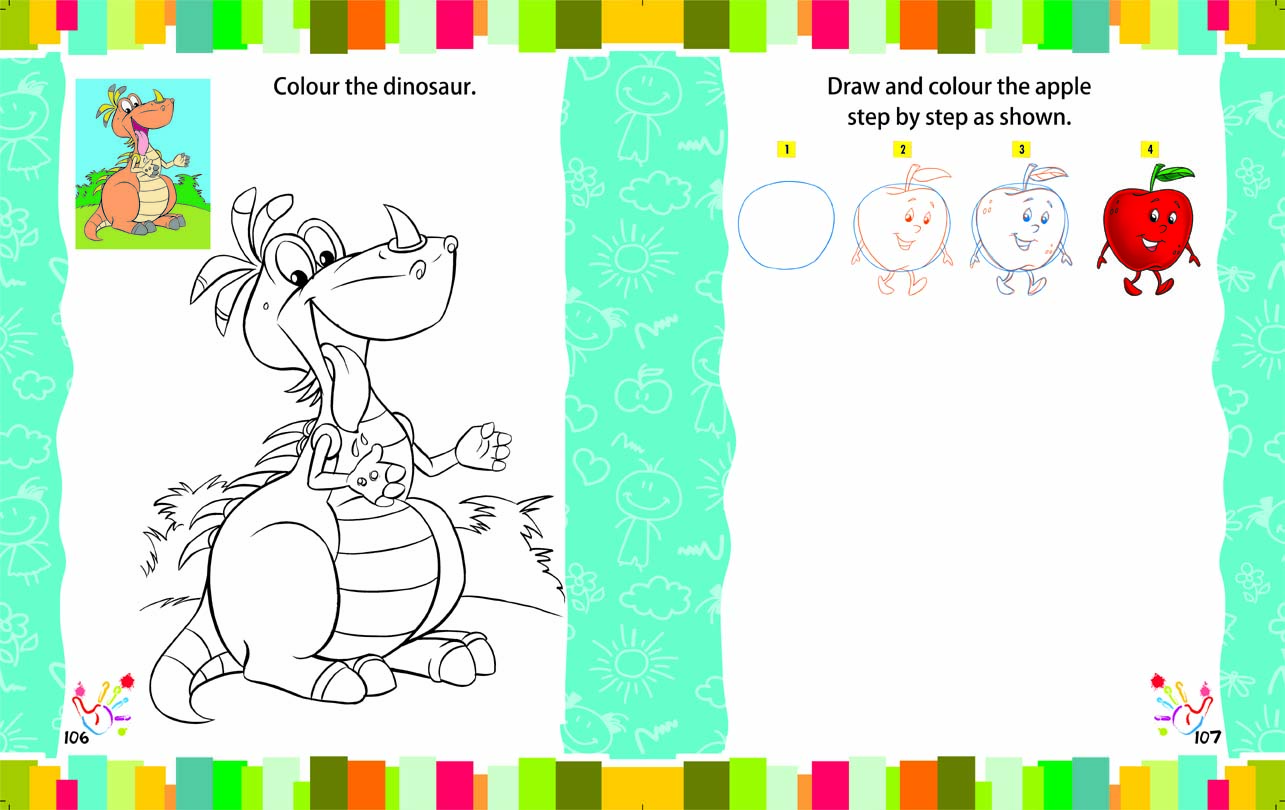 Colour the dinosaur.
106
Draw and colour the apple
step by step as shown.
1 2 3 4
107